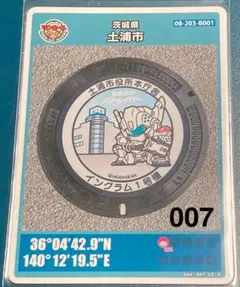 茨城県
08-203-B001
土浦市
土浦市役所本庁舎
©HEADGEAR
イングラム1号機
007
36°04'42.9"N
140°12'19.5"E